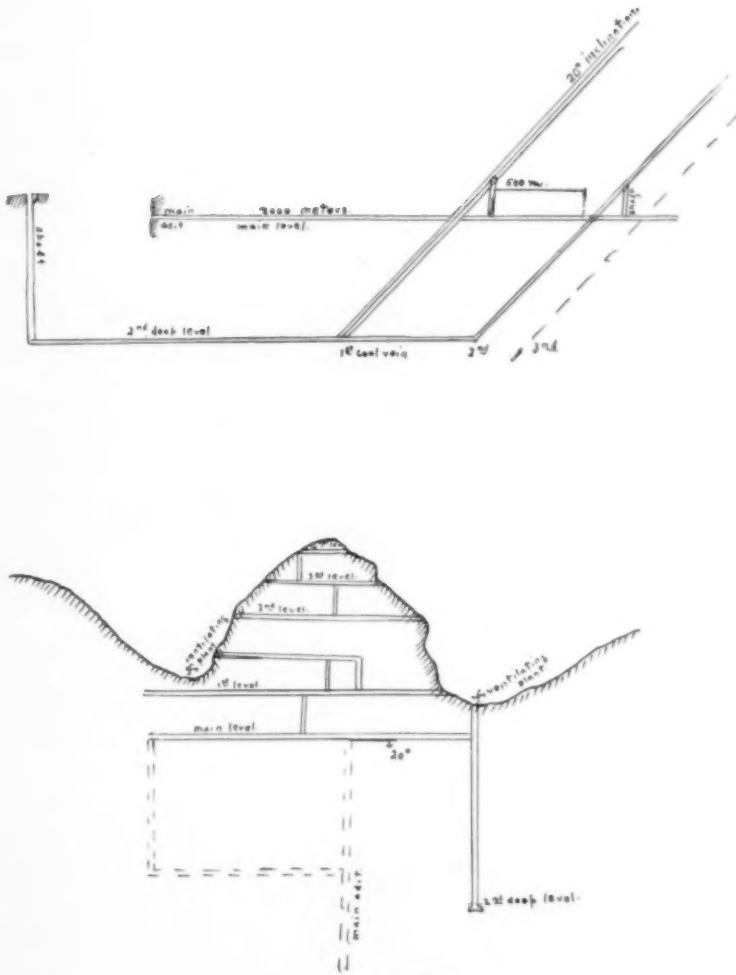 20° inclination
500 m.
main
2000 meters.
adit
main level.
shaft
shaft
2nd deep level
1st coal vein
2nd
3rd
3rd level.
2nd level.
ventilating
plant
1st level
ventilating
plant
main level.
20°
2nd deep level.
main adit.